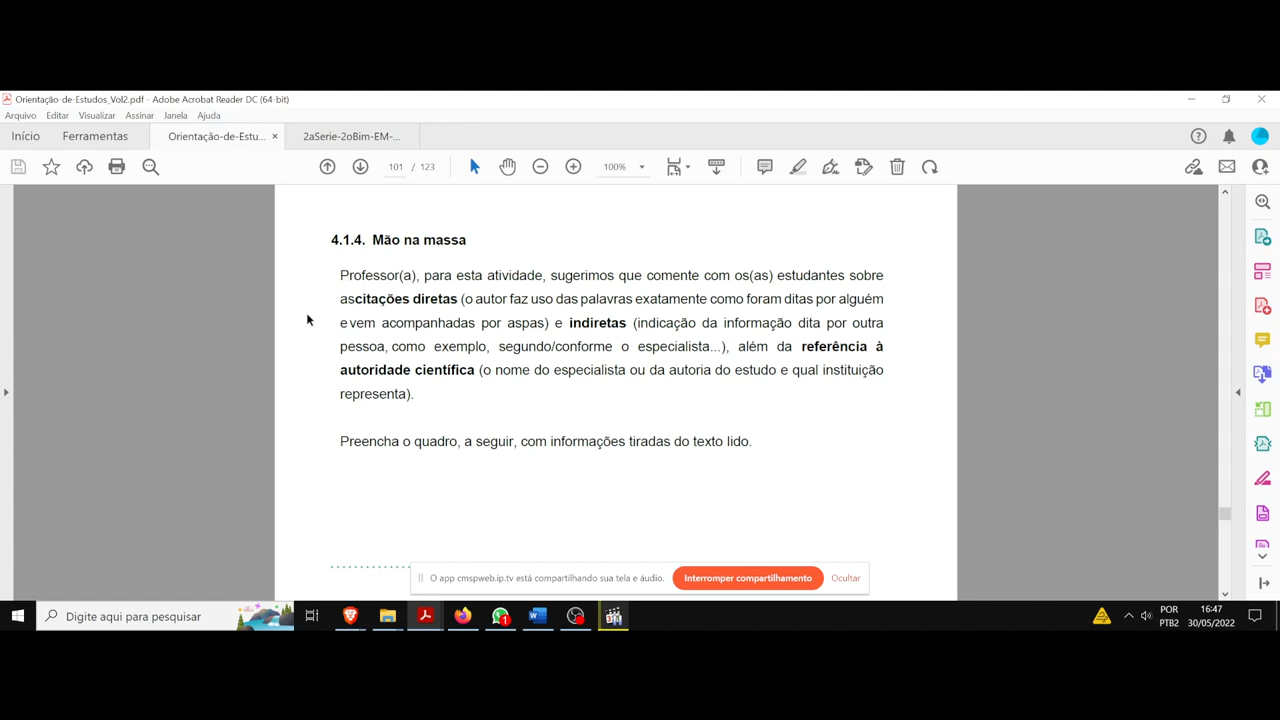 Orientação-de-Estudos_Vol2.pdf - Adobe Acrobat Reader DC (64-bit)
Arquivo Editar Visualizar Assinar Janela Ajuda
Início Ferramentas Orientação-de-Estu... × 2aSerie-2oBim-EM-...
101 / 123 100%
4.1.4. Mão na massa
Professor(a), para esta atividade, sugerimos que comente com os(as) estudantes sobre
ascitações diretas (o autor faz uso das palavras exatamente como foram ditas por alguém
e vem acompanhadas por aspas) e indiretas (indicação da informação dita por outra
pessoa, como exemplo, segundo/conforme o especialista...), além da referência à
autoridade científica (o nome do especialista ou da autoria do estudo e qual instituição
representa).
Preencha o quadro, a seguir, com informações tiradas do texto lido.
O app cmspweb.ip.tv está compartilhando sua tela e áudio. Interromper compartilhamento Ocultar
Digite aqui para pesquisar 1 POR 16:47
PTB2 30/05/2022